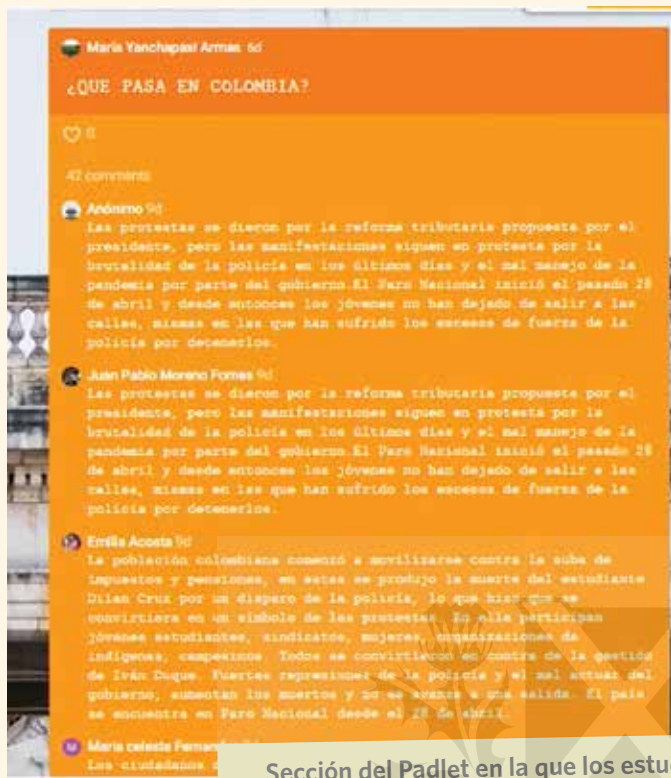 María Yanchapaxi Armas 6d
¿QUE PASA EN COLOMBIA?
0
42 comments
Anónimo 9d
Las protestas se dieron por la reforma tributaria propuesta por el
presidente, pero las manifestaciones siguen en protesta por la
brutalidad de la policía en los últimos días y el mal manejo de la
pandemia por parte del gobierno.El Paro Nacional inició el pasado 28
de abril y desde entonces los jóvenes no han dejado de salir a las
calles, mismas en las que han sufrido los excesos de fuerza de la
policía por detenerlos.
Juan Pablo Moreno Fornes 9d
Las protestas se dieron por la reforma tributaria propuesta por el
presidente, pero las manifestaciones siguen en protesta por la
brutalidad de la policía en los últimos días y el mal manejo de la
pandemia por parte del gobierno.El Paro Nacional inició el pasado 28
de abril y desde entonces los jóvenes no han dejado de salir a las
calles, mismas en las que han sufrido los excesos de fuerza de la
policía por detenerlos.
Emilia Acosta 9d
La población colombiana comenzó a movilizarse contra la suba de
impuestos y pensiones, en estas se produjo la muerte del estudiante
Dilan Cruz por un disparo de la policía, lo que hizo que se
convirtiera en un símbolo de las protestas. En ella participan
jóvenes estudiantes, sindicatos, mujeres, organizaciones de
indígenas, campesinos. Todos se convirtieron en contra de la gestión
de Iván Duque. Fuertes represiones de la policía y el mal actuar del
gobierno, aumentan los muertos y no se avanza a una salida. El país
se encuentra en Paro Nacional desde el 28 de abril.
M
María celeste
Los ciudadanos
Sección del Padlet en la que los estu